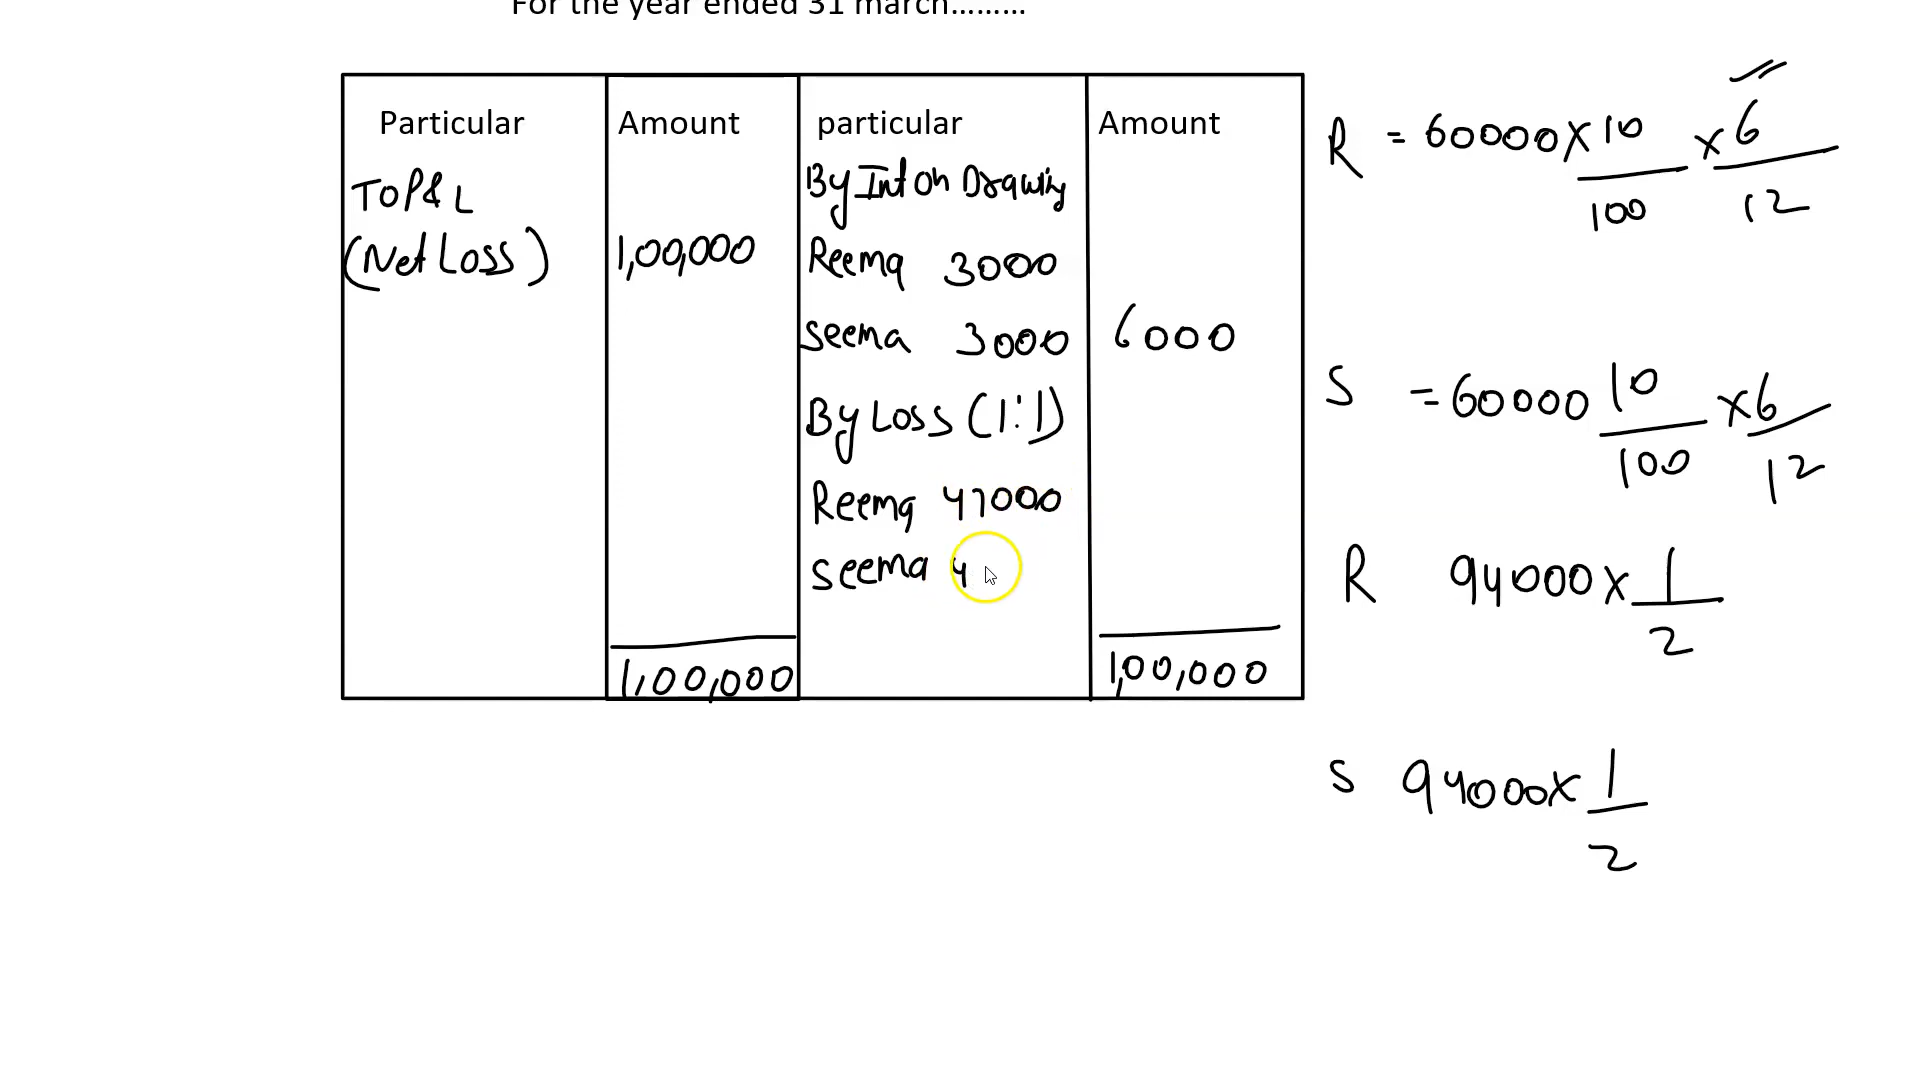 For the year ended 31 march.........
Particular Amount particular Amount
To P & L
(Net Loss) 1,00,000
By Int on Drawing
Reema 3000
Seema 3000 6000
By Loss (1:1)
Reema 47000
Seema 4
1,00,000 1,00,000
R = 60000 × 10/100 × 6/12
S = 60000 10/100 × 6/12
R 94000 × 1/2
S 94000 × 1/2